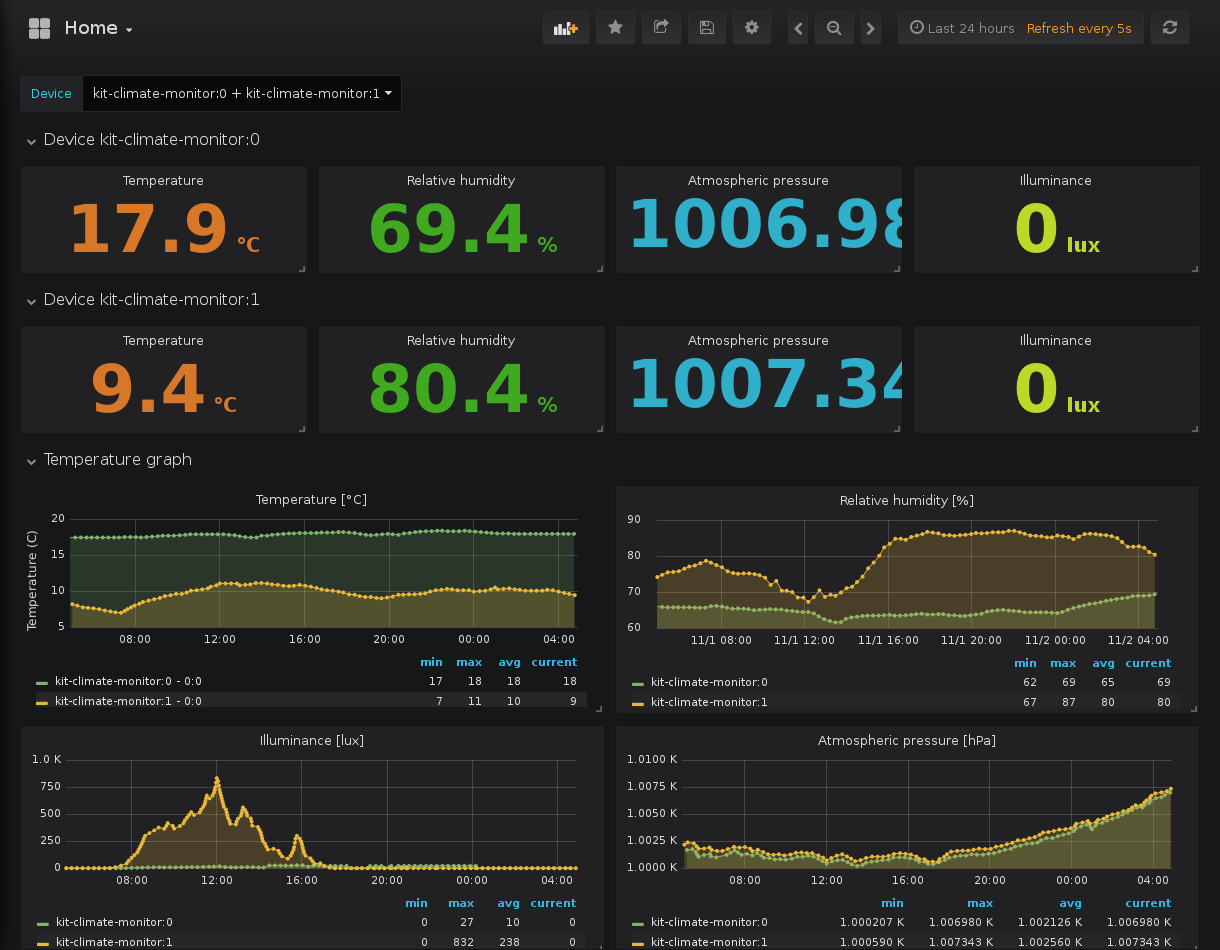 Home
Last 24 hours Refresh every 5s
Device kit-climate-monitor:0 + kit-climate-monitor:1
Device kit-climate-monitor:0
Temperature Relative humidity Atmospheric pressure Illuminance
17.9 °C 69.4 % 1006.98 0 lux
Device kit-climate-monitor:1
Temperature Relative humidity Atmospheric pressure Illuminance
9.4 °C 80.4 % 1007.34 0 lux
Temperature graph
Temperature [°C]
Temperature (C)
20
15
10
5
08:00 12:00 16:00 20:00 00:00 04:00
min max avg current
kit-climate-monitor:0 - 0:0 17 18 18 18
kit-climate-monitor:1 - 0:0 7 11 10 9
Relative humidity [%]
90
80
70
60
11/1 08:00 11/1 12:00 11/1 16:00 11/1 20:00 11/2 00:00 11/2 04:00
min max avg current
kit-climate-monitor:0 62 69 65 69
kit-climate-monitor:1 67 87 80 80
Illuminance [lux]
1.0 K
750
500
250
0
08:00 12:00 16:00 20:00 00:00 04:00
min max avg current
kit-climate-monitor:0 0 27 10 0
kit-climate-monitor:1 0 832 238 0
Atmospheric pressure [hPa]
1.0100 K
1.0075 K
1.0050 K
1.0025 K
1.0000 K
08:00 12:00 16:00 20:00 00:00 04:00
min max avg current
kit-climate-monitor:0 1.000207 K 1.006980 K 1.002126 K 1.006980 K
kit-climate-monitor:1 1.000590 K 1.007343 K 1.002560 K 1.007343 K